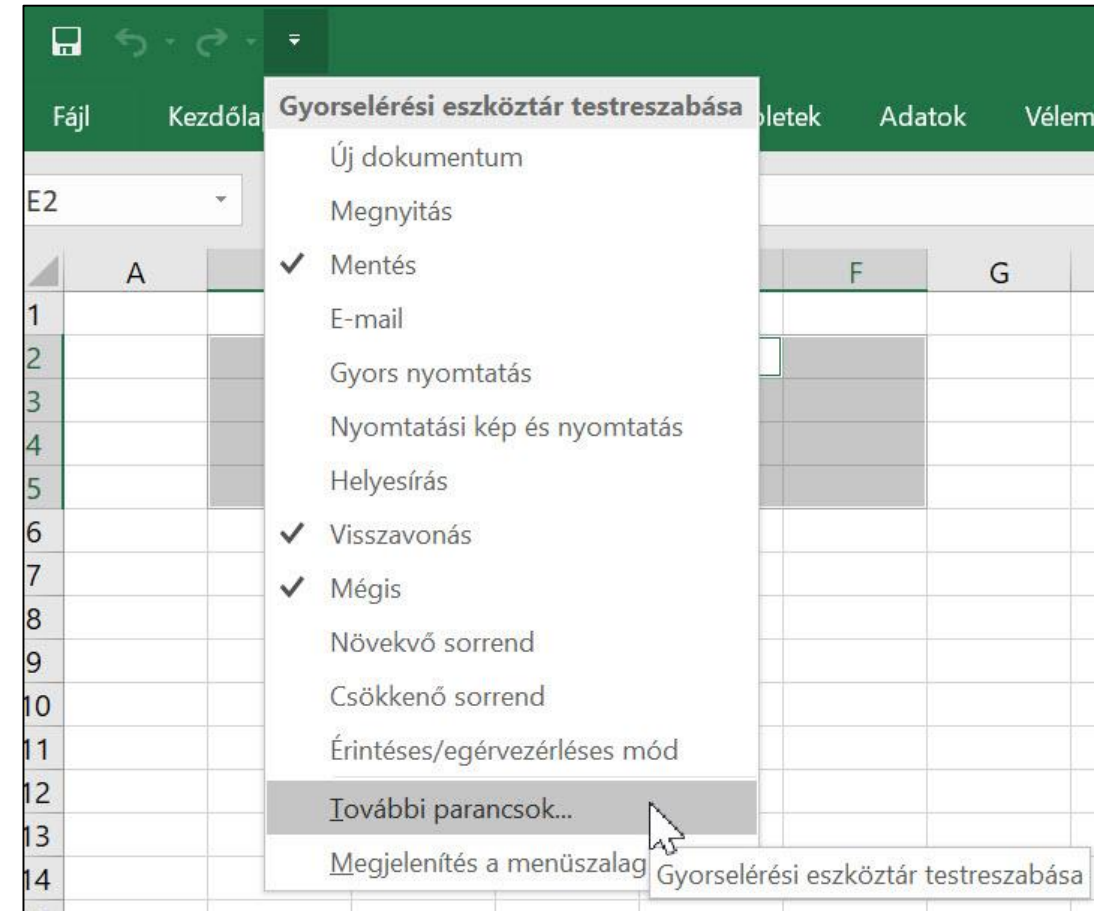 Fájl Kezdőla letek Adatok Vélem
Gyorselérési eszköztár testreszabása
Új dokumentum
E2
Megnyitás
A F G
Mentés
1
E-mail
2
Gyors nyomtatás
3
Nyomtatási kép és nyomtatás
4
Helyesírás
5
6
Visszavonás
7
Mégis
8
Növekvő sorrend
9
Csökkenő sorrend
10
11
Érintéses/egérvezérléses mód
12
További parancsok...
13
Megjelenítés a menüszalag
14
Gyorselérési eszköztár testreszabása